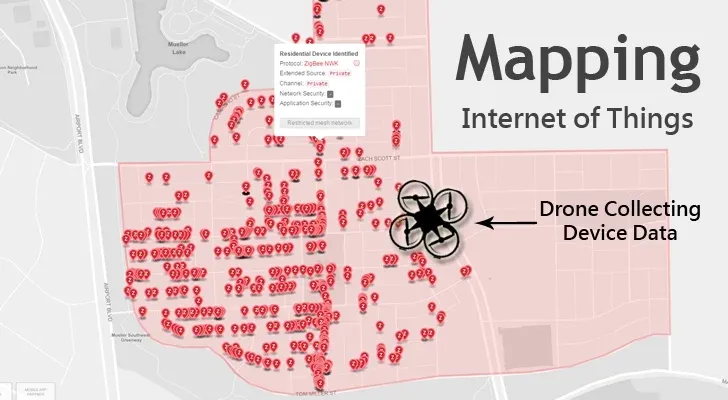 Mapping
Internet of Things
Drone Collecting
Device Data
Mueller
Lake
AIRPORT BLVD
Residential Device Identified
Protocol: ZigBee NWK
Extended Source: Private
Channel: Private
Network Security:
Application Security:
Restricted mesh network
ZACH SCOTT ST
AIRPORT BLVD
Mueller Southwest
Greenway
TOM MILLER ST